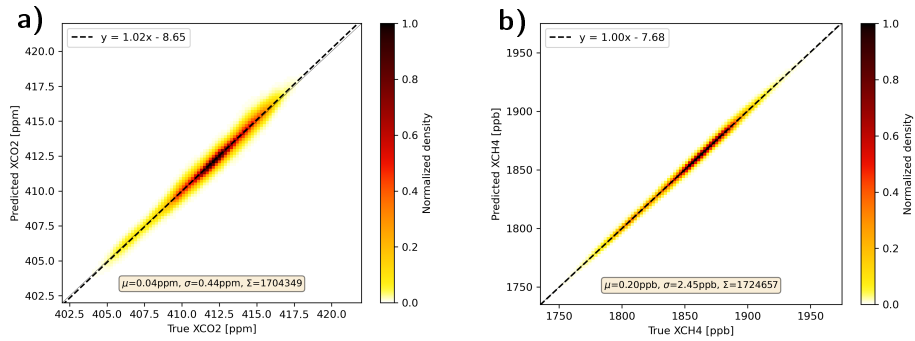 a)
y = 1.02x - 8.65
Predicted XCO2 [ppm]
420.0
417.5
415.0
412.5
410.0
407.5
405.0
402.5
μ=0.04ppm, σ=0.44ppm, Σ=1704349
402.5 405.0 407.5 410.0 412.5 415.0 417.5 420.0
True XCO2 [ppm]
1.0
0.8
0.6
0.4
0.2
0.0
Normalized density
b)
y = 1.00x - 7.68
Predicted XCH4 [ppb]
1950
1900
1850
1800
1750
μ=0.20ppb, σ=2.45ppb, Σ=1724657
1750 1800 1850 1900 1950
True XCH4 [ppb]
1.0
0.8
0.6
0.4
0.2
0.0
Normalized density